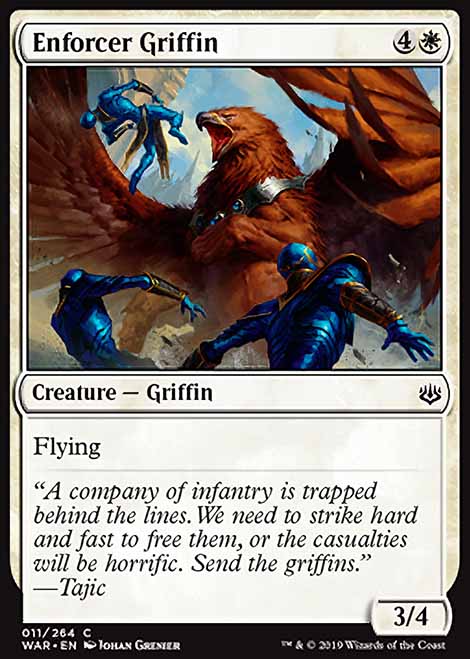 Enforcer Griffin 4
Creature — Griffin
Flying
“A company of infantry is trapped
behind the lines. We need to strike hard
and fast to free them, or the casualties
will be horrific. Send the griffins.”
—Tajic
3/4
011/264 C
WAR • EN Johan Grenier
™ & © 2019 Wizards of the Coast